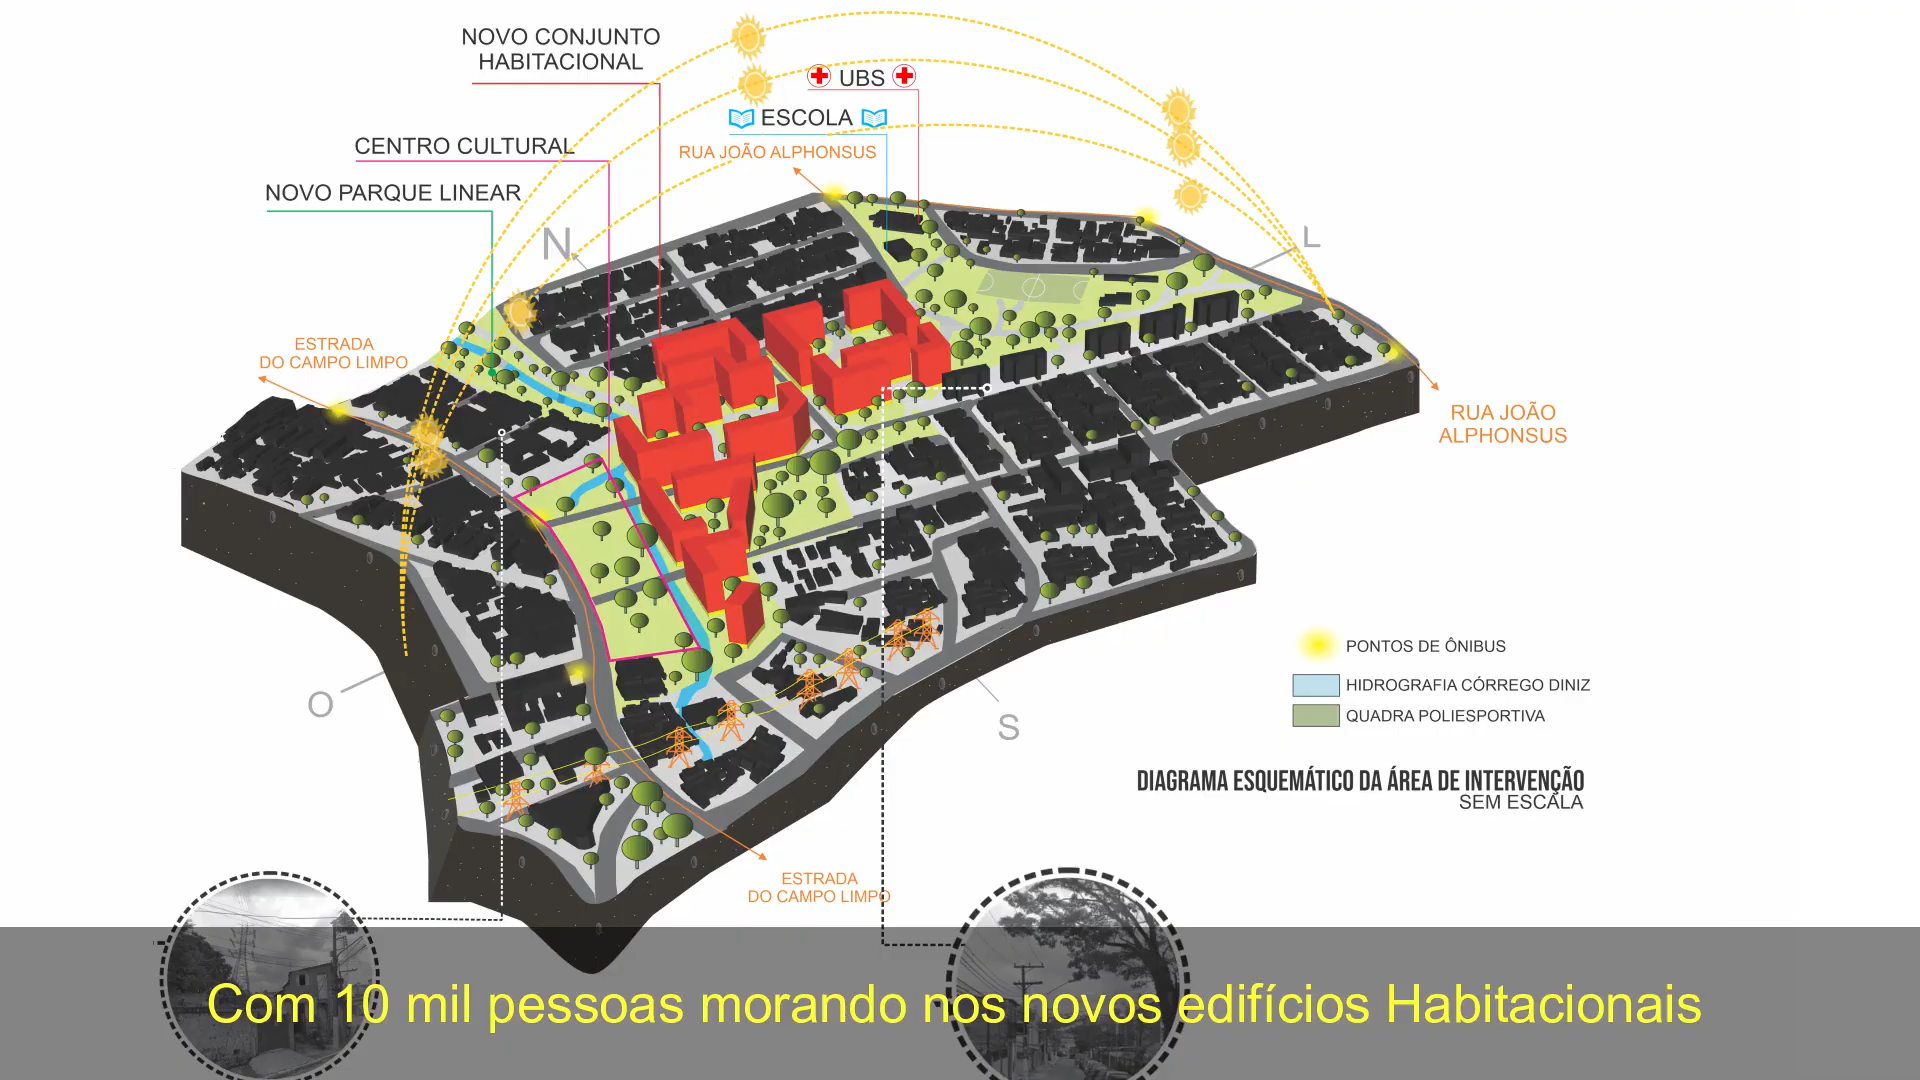 NOVO CONJUNTO
HABITACIONAL
UBS
ESCOLA
CENTRO CULTURAL
RUA JOÃO ALPHONSUS
NOVO PARQUE LINEAR
N
L
ESTRADA
DO CAMPO LIMPO
RUA JOÃO
ALPHONSUS
O
S
PONTOS DE ÔNIBUS
HIDROGRAFIA CÓRREGO DINIZ
QUADRA POLIESPORTIVA
DIAGRAMA ESQUEMÁTICO DA ÁREA DE INTERVENÇÃO
SEM ESCALA
ESTRADA
DO CAMPO LIMPO
Com 10 mil pessoas morando nos novos edifícios Habitacionais